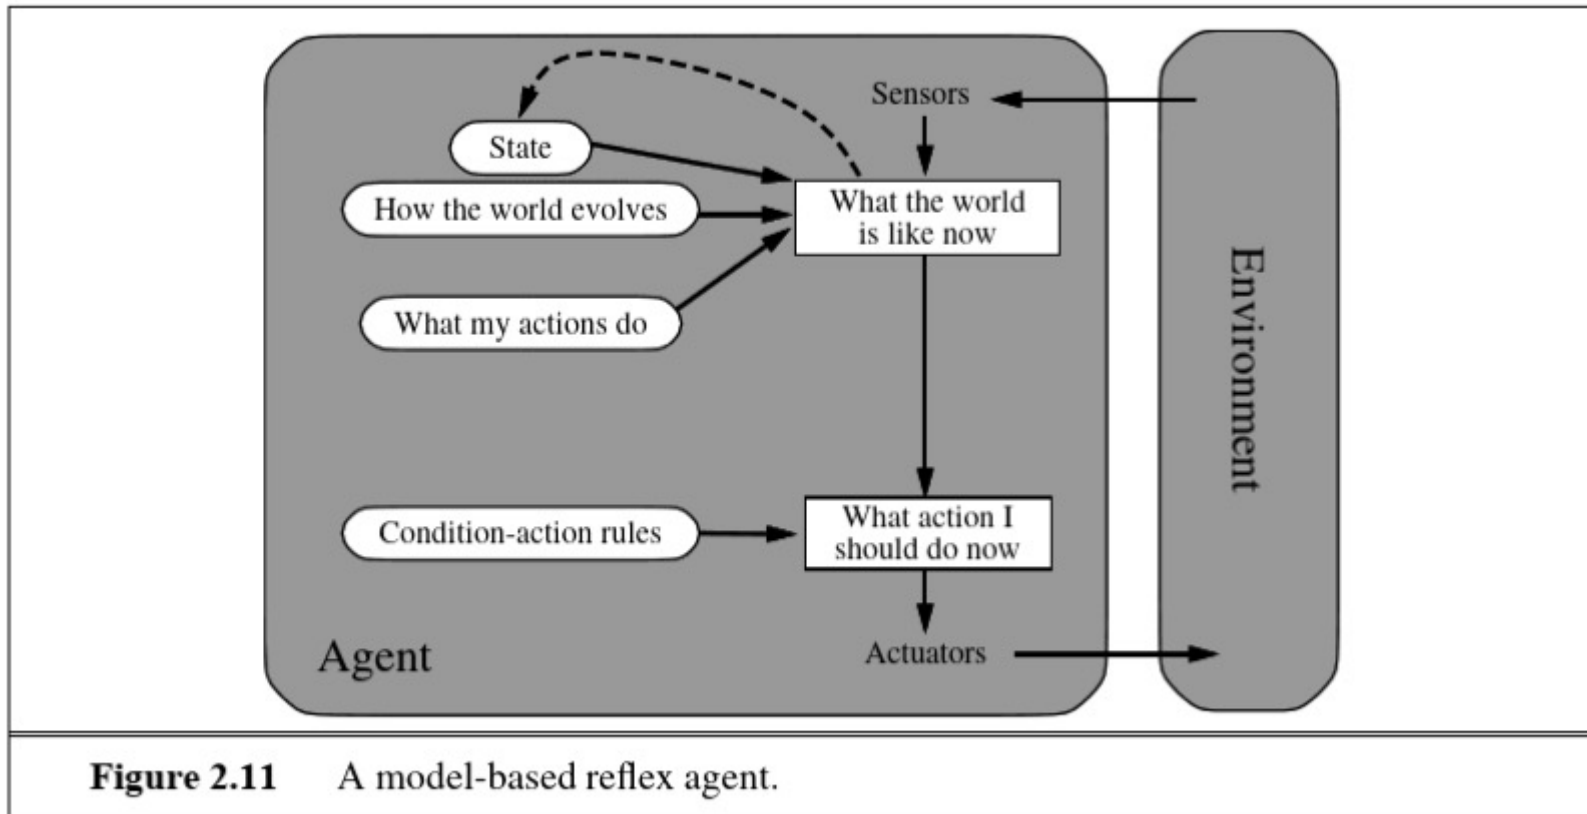 Sensors
State
What the world
is like now
How the world evolves
What my actions do
Environment
Condition-action rules
What action I
should do now
Agent
Actuators
Figure 2.11 A model-based reflex agent.